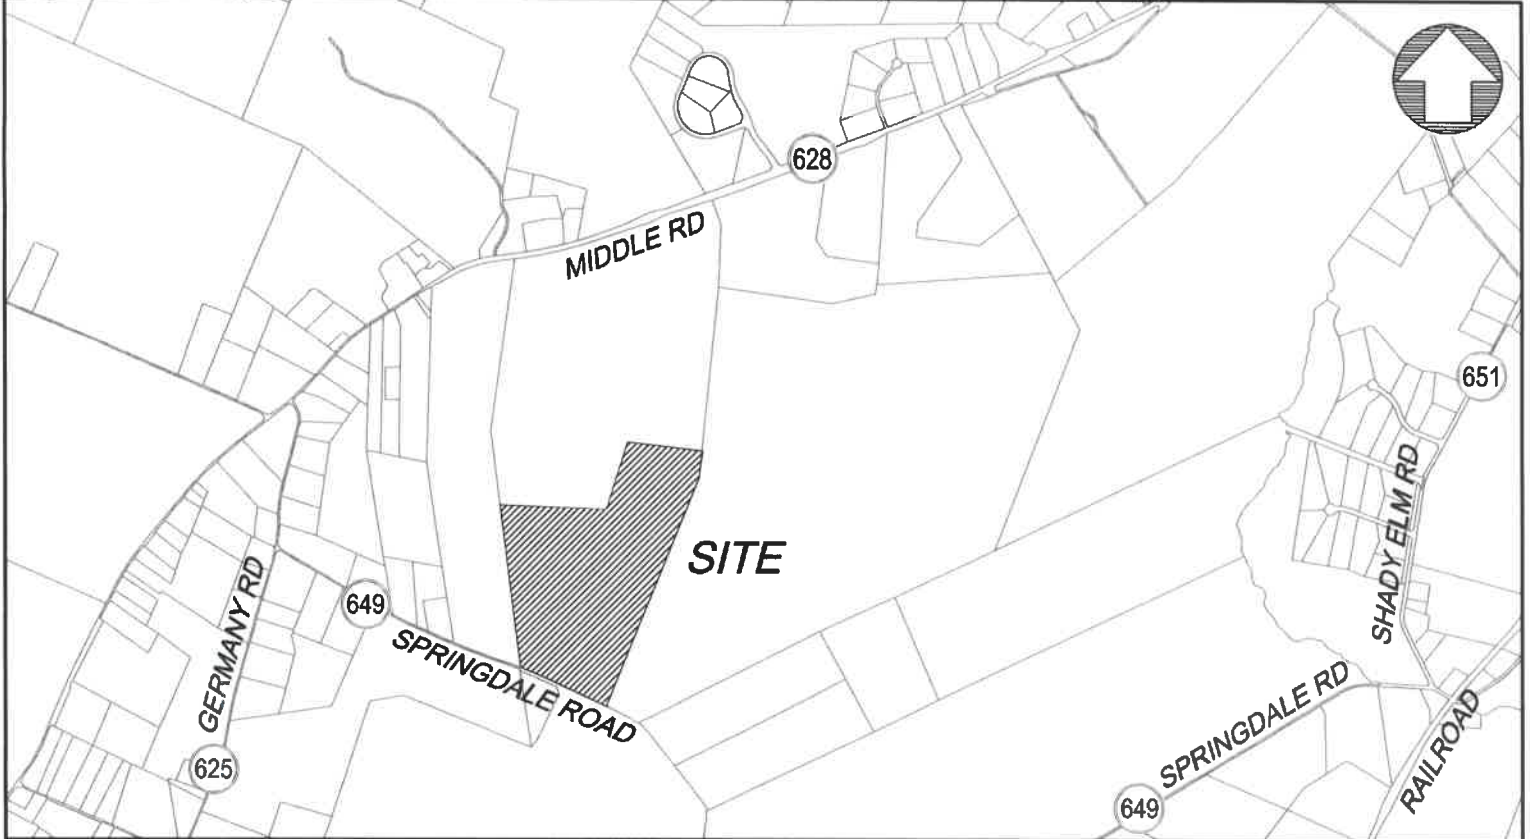 628
MIDDLE RD
651
SHADY ELM RD
SITE
649
SPRINGDALE ROAD
GERMANY RD
625
SPRINGDALE RD
649
RAILROAD